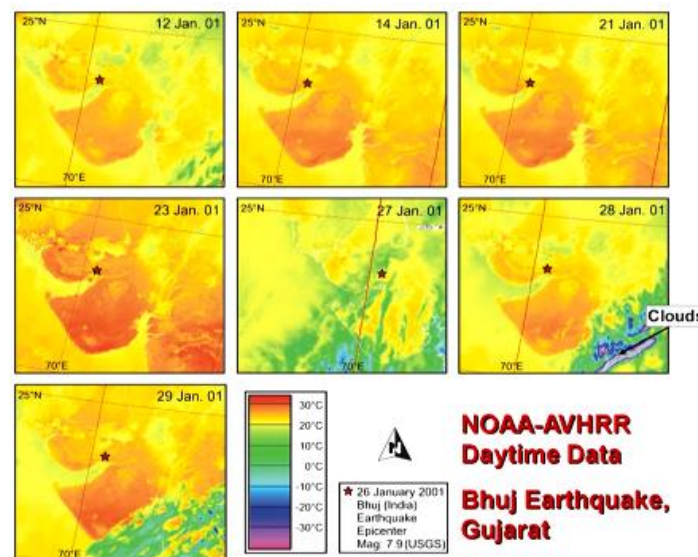 25°N
12 Jan. 01
70°E
25°N
14 Jan. 01
70°E
25°N
21 Jan. 01
70°E
25°N
23 Jan. 01
70°E
25°N
27 Jan. 01
70°E
25°N
28 Jan. 01
Clouds
70°E
25°N
29 Jan. 01
70°E
30°C
20°C
10°C
0°C
-10°C
-20°C
-30°C
N
26 January 2001
Bhuj (India)
Earthquake
Epicenter
Mag: 7.9 (USGS)
NOAA-AVHRR
Daytime Data
Bhuj Earthquake,
Gujarat